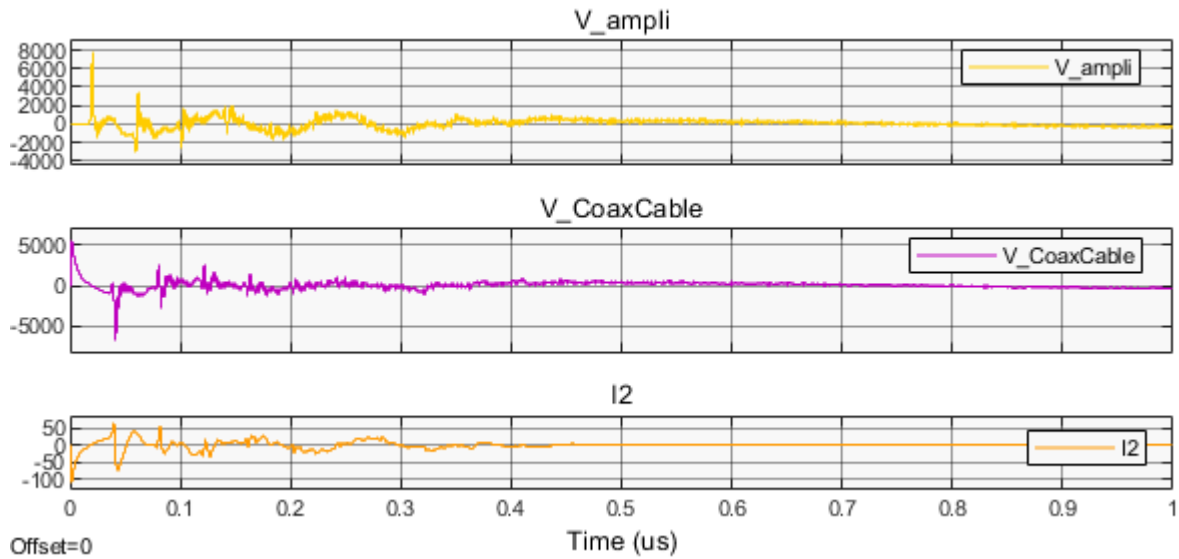 V_ampli
8000
6000
4000
2000
0
-2000
-4000
V_ampli
V_CoaxCable
5000
0
-5000
V_CoaxCable
I2
50
0
-50
-100
I2
0 0.1 0.2 0.3 0.4 0.5 0.6 0.7 0.8 0.9 1
Offset=0
Time (us)